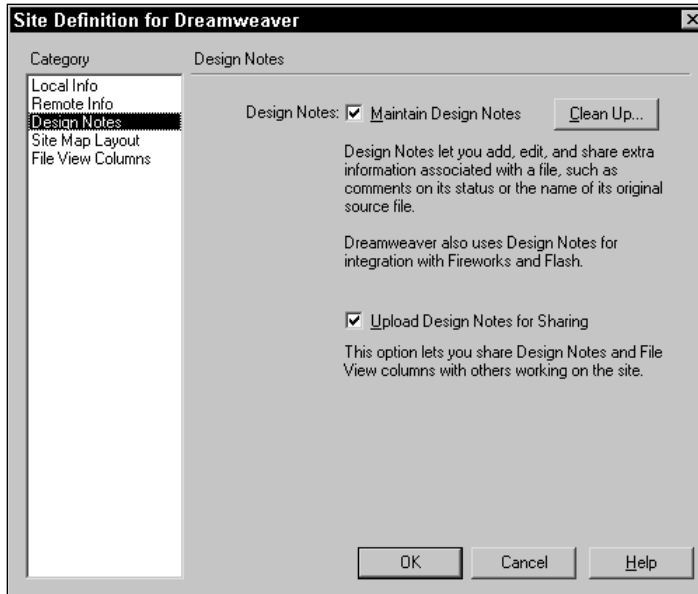 Site Definition for Dreamweaver
Category
Design Notes
Local Info
Remote Info
Design Notes
Site Map Layout
File View Columns
Design Notes: Maintain Design Notes Clean Up...
Design Notes let you add, edit, and share extra
information associated with a file, such as
comments on its status or the name of its original
source file.
Dreamweaver also uses Design Notes for
integration with Fireworks and Flash.
Upload Design Notes for Sharing
This option lets you share Design Notes and File
View columns with others working on the site.
OK Cancel Help